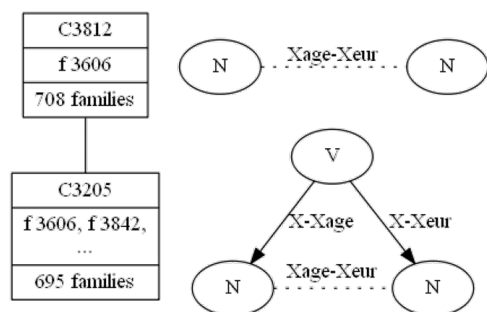 C3812
f 3606
708 families
N Xage-Xeur N
V
C3205
f 3606, f 3842,
...
695 families
X-Xage X-Xeur
N Xage-Xeur N